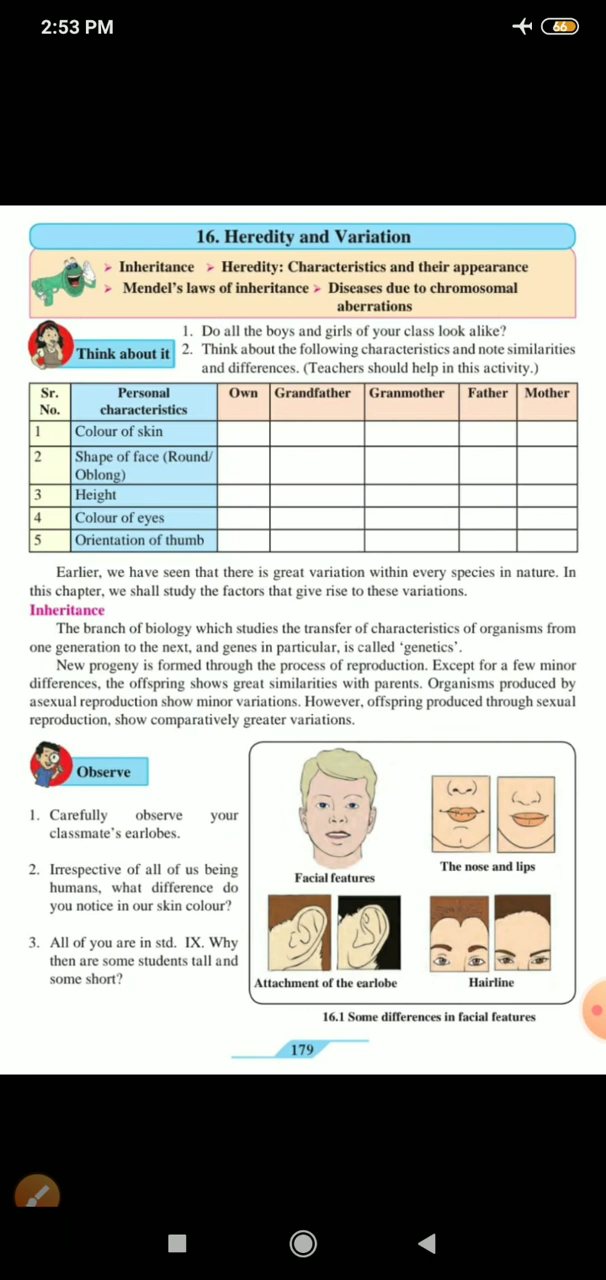 2:53 PM
66
16. Heredity and Variation
➤ Inheritance ➤ Heredity: Characteristics and their appearance
➤ Mendel's laws of inheritance ➤ Diseases due to chromosomal
aberrations
Think about it
1. Do all the boys and girls of your class look alike?
2. Think about the following characteristics and note similarities
and differences. (Teachers should help in this activity.)
Sr. No. Personal characteristics Own Grandfather Granmother Father Mother
1 Colour of skin
2 Shape of face (Round/
Oblong)
3 Height
4 Colour of eyes
5 Orientation of thumb
Earlier, we have seen that there is great variation within every species in nature. In
this chapter, we shall study the factors that give rise to these variations.
Inheritance
The branch of biology which studies the transfer of characteristics of organisms from
one generation to the next, and genes in particular, is called ‘genetics’.
New progeny is formed through the process of reproduction. Except for a few minor
differences, the offspring shows great similarities with parents. Organisms produced by
asexual reproduction show minor variations. However, offspring produced through sexual
reproduction, show comparatively greater variations.
Observe
1. Carefully observe your
classmate's earlobes.
2. Irrespective of all of us being
humans, what difference do
you notice in our skin colour?
3. All of you are in std. IX. Why
then are some students tall and
some short?
Facial features
The nose and lips
Attachment of the earlobe
Hairline
16.1 Some differences in facial features
179